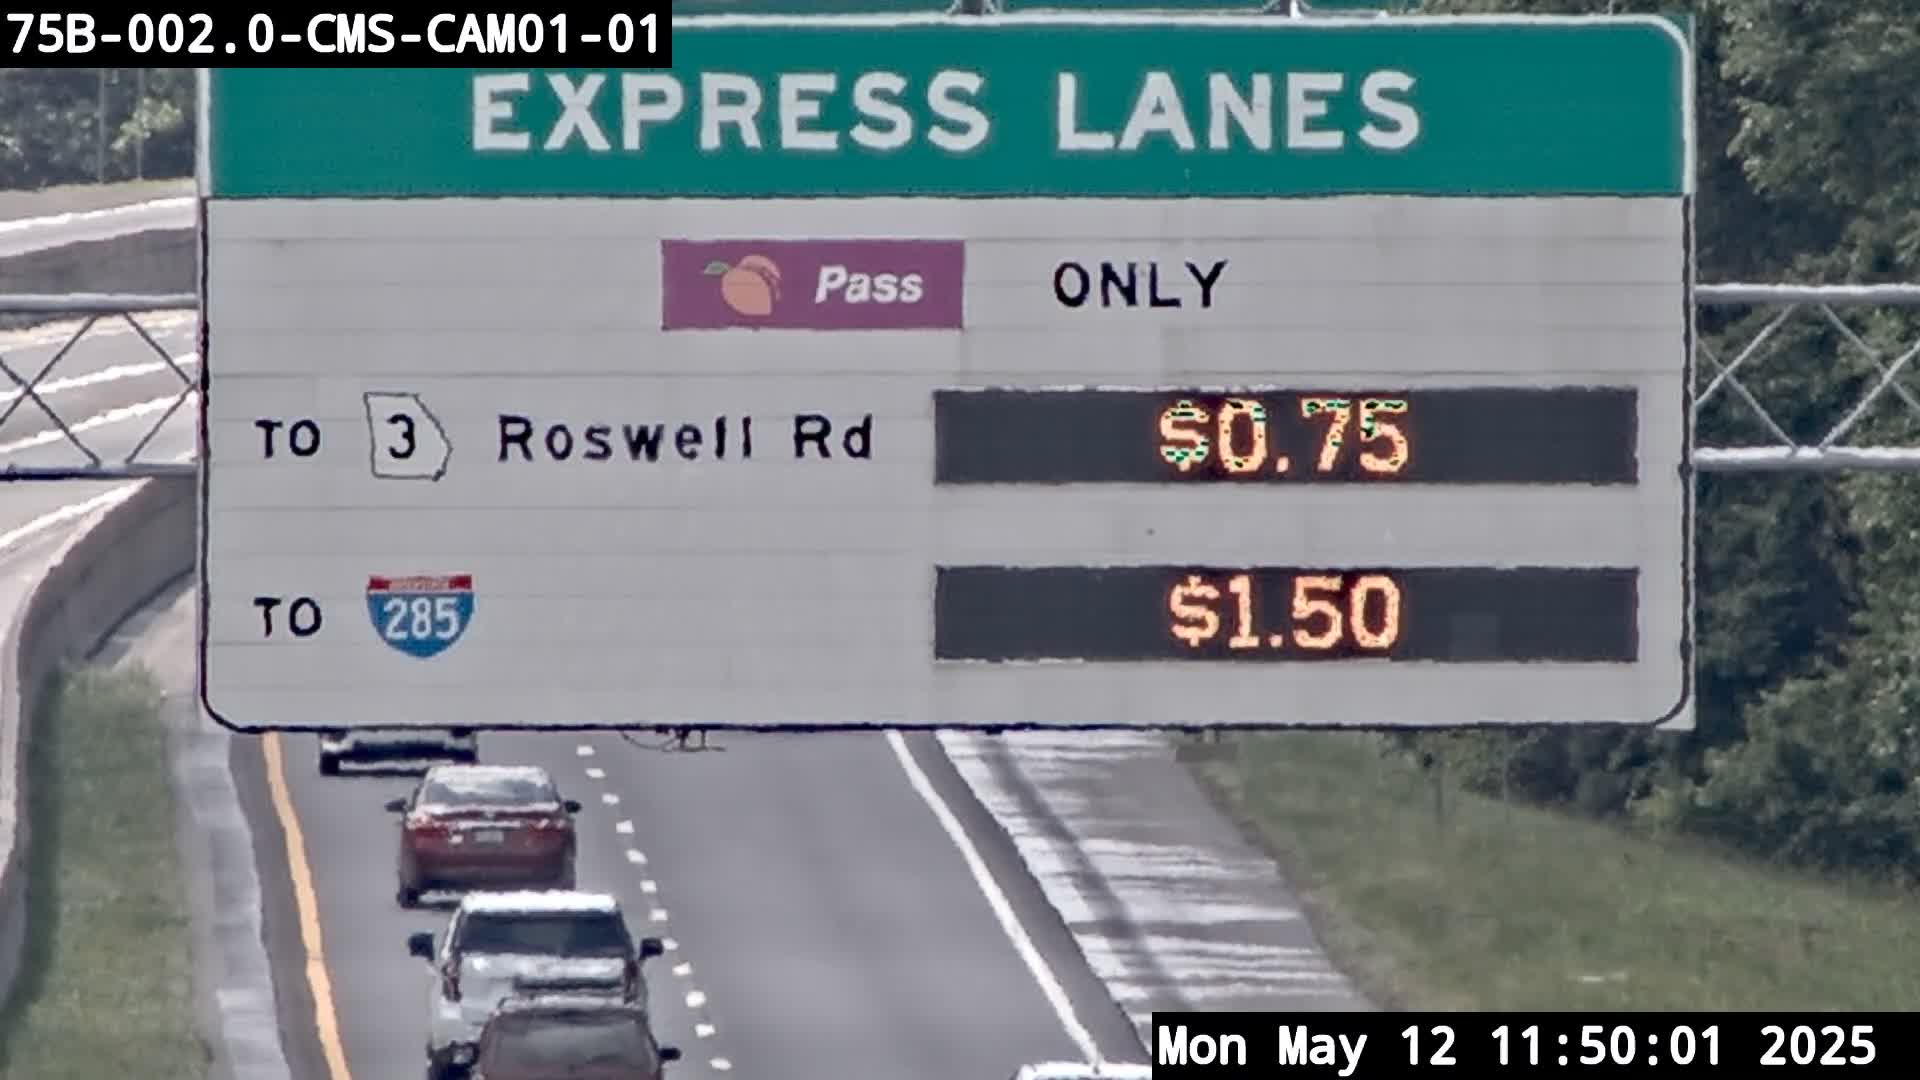 75B-002.0-CMS-CAM01-01
EXPRESS LANES
Pass ONLY
TO 3 Roswell Rd $0.75
TO 285 $1.50
Mon May 12 11:50:01 2025